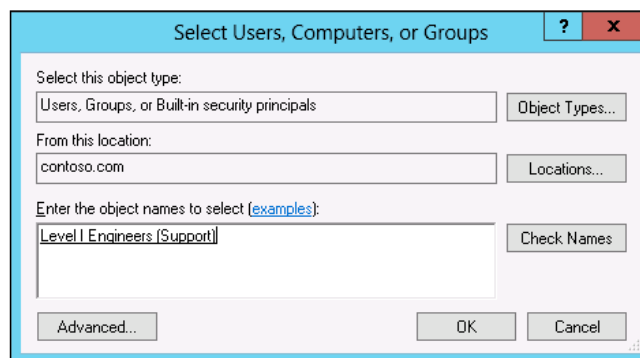 Select Users, Computers, or Groups
?
x
Select this object type:
Users, Groups, or Built-in security principals
Object Types...
From this location:
contoso.com
Locations...
Enter the object names to select (examples):
Level I Engineers (Support)
Check Names
Advanced...
OK
Cancel